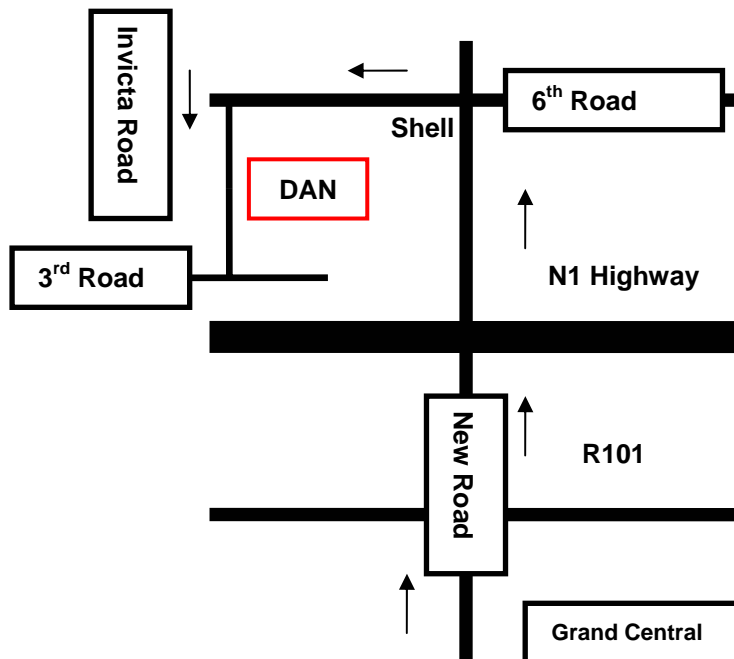 Invicta Road
6th Road
Shell
DAN
3rd Road
N1 Highway
New Road
R101
Grand Central